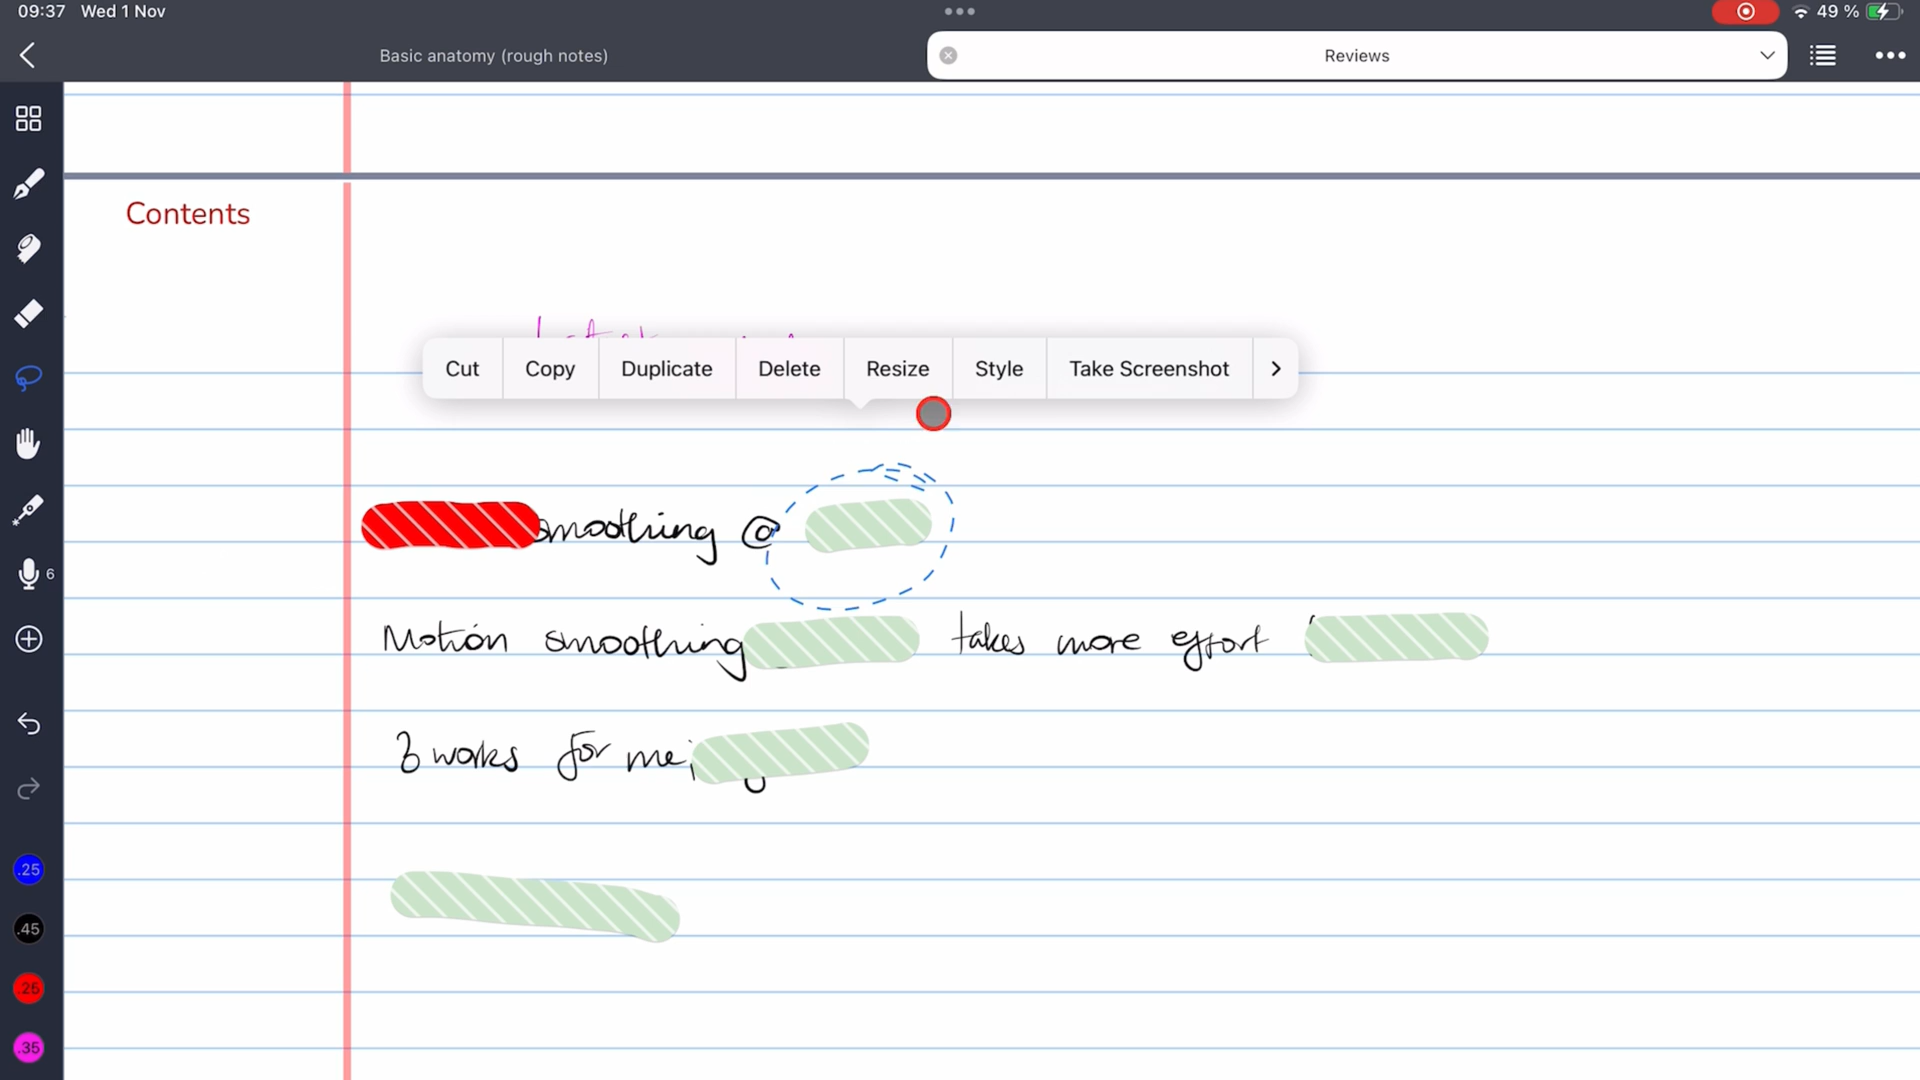 09:37 Wed 1 Nov
49 %
Basic anatomy (rough notes)
Reviews
Contents
Cut Copy Duplicate Delete Resize Style Take Screenshot
smoothing @
Motion smoothing takes more effort
3 works for me;
6
.25
.45
.25
.35